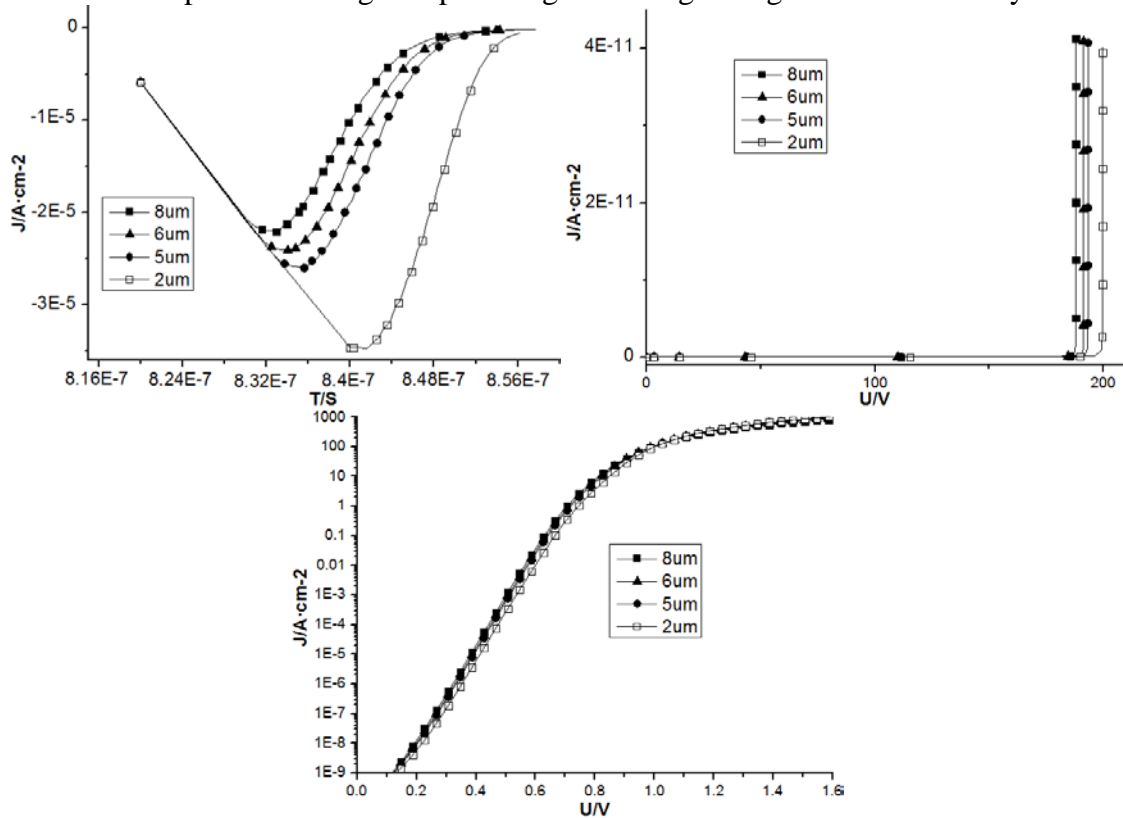 0
-1E-5
-2E-5
-3E-5
J/A·cm-2
8um
6um
5um
2um
8.16E-7 8.24E-7 8.32E-7 8.40E-7 8.48E-7 8.56E-7
T/S
4E-11
2E-11
0
J/A·cm-2
8um
6um
5um
2um
0 100 200
U/V
1000
100
10
1
0.1
0.01
1E-3
1E-4
1E-5
1E-6
1E-7
1E-8
1E-9
J/A·cm-2
8um
6um
5um
2um
0.0 0.2 0.4 0.6 0.8 1.0 1.2 1.4 1.6
U/V